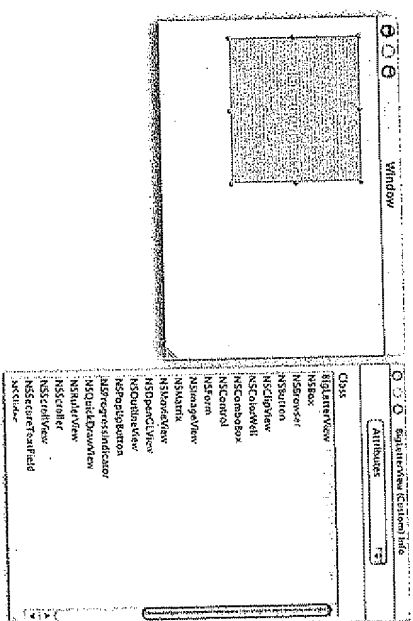 Window
BigLetterView (Custom) Info
Attributes
Class
BigLetterView
NSBox
NSBrowser
NSButton
NSClipView
NSColorWell
NSComboBox
NSControl
NSForm
NSImageView
NSMatrix
NSMovieView
NSOpenGLView
NSOutlineView
NSPopUpButton
NSProgressIndicator
NSQuickDrawView
NSRulerView
NSScroller
NSScrollView
NSSecureTextField
NSSlider